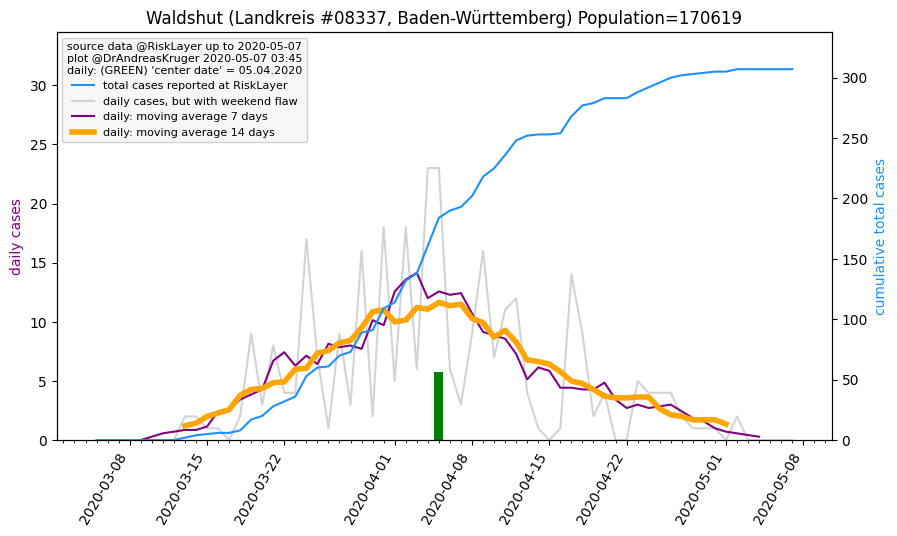 Waldshut (Landkreis #08337, Baden-Württemberg) Population=170619
source data @RiskLayer up to 2020-05-07
plot @DrAndreasKruger 2020-05-07 03:45
daily: (GREEN) 'center date' = 05.04.2020
total cases reported at RiskLayer
daily cases, but with weekend flaw
daily: moving average 7 days
daily: moving average 14 days
daily cases
30
25
20
15
10
5
0
300
250
200
150
100
50
0
cumulative total cases
2020-03-08
2020-03-15
2020-03-22
2020-04-01
2020-04-08
2020-04-15
2020-04-22
2020-05-01
2020-05-08